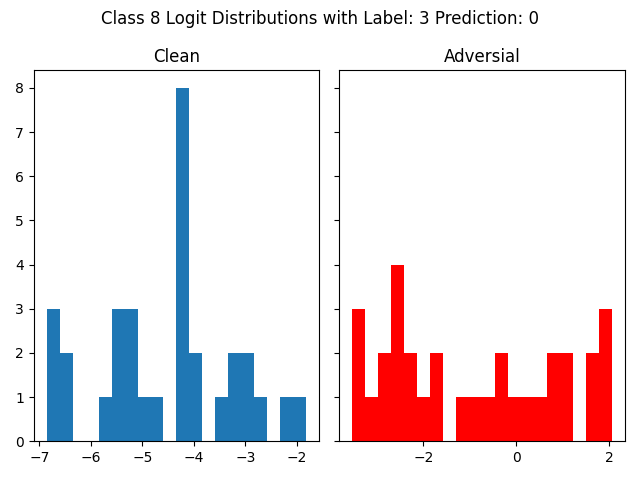 Class 8 Logit Distributions with Label: 3 Prediction: 0
Clean
Adversial
8
7
6
5
4
3
2
1
0
−7 −6 −5 −4 −3 −2
−2 0 2